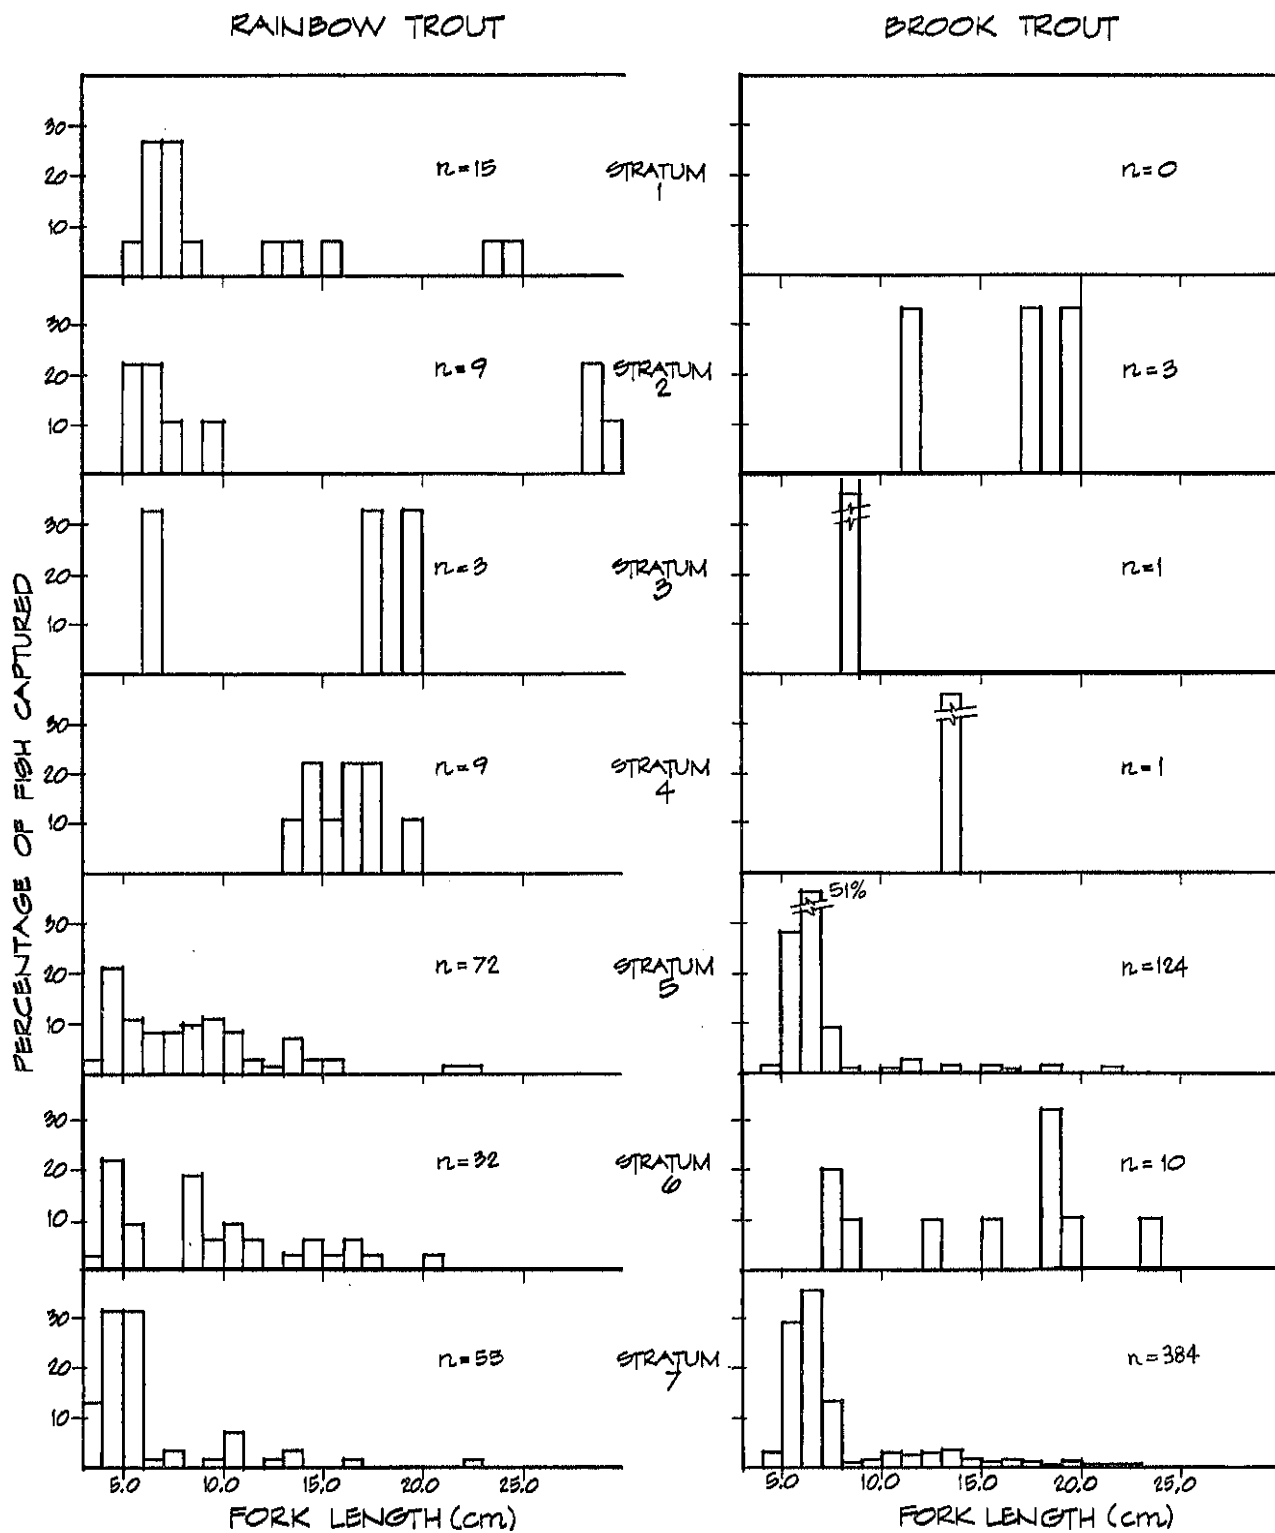 RAINBOW TROUT
BROOK TROUT
PERCENTAGE OF FISH CAPTURED
30
20
10
n=15
STRATUM
1
n=0
30
20
10
n=9
STRATUM
2
n=3
30
20
10
n=3
STRATUM
3
n=1
30
20
10
n=9
STRATUM
4
n=1
30
20
10
n=72
STRATUM
5
51%
n=124
30
20
10
n=32
STRATUM
6
n=10
30
20
10
n=55
STRATUM
7
n=384
5.0 10.0 15.0 20.0 25.0
5.0 10.0 15.0 20.0 25.0
FORK LENGTH (cm)
FORK LENGTH (cm)